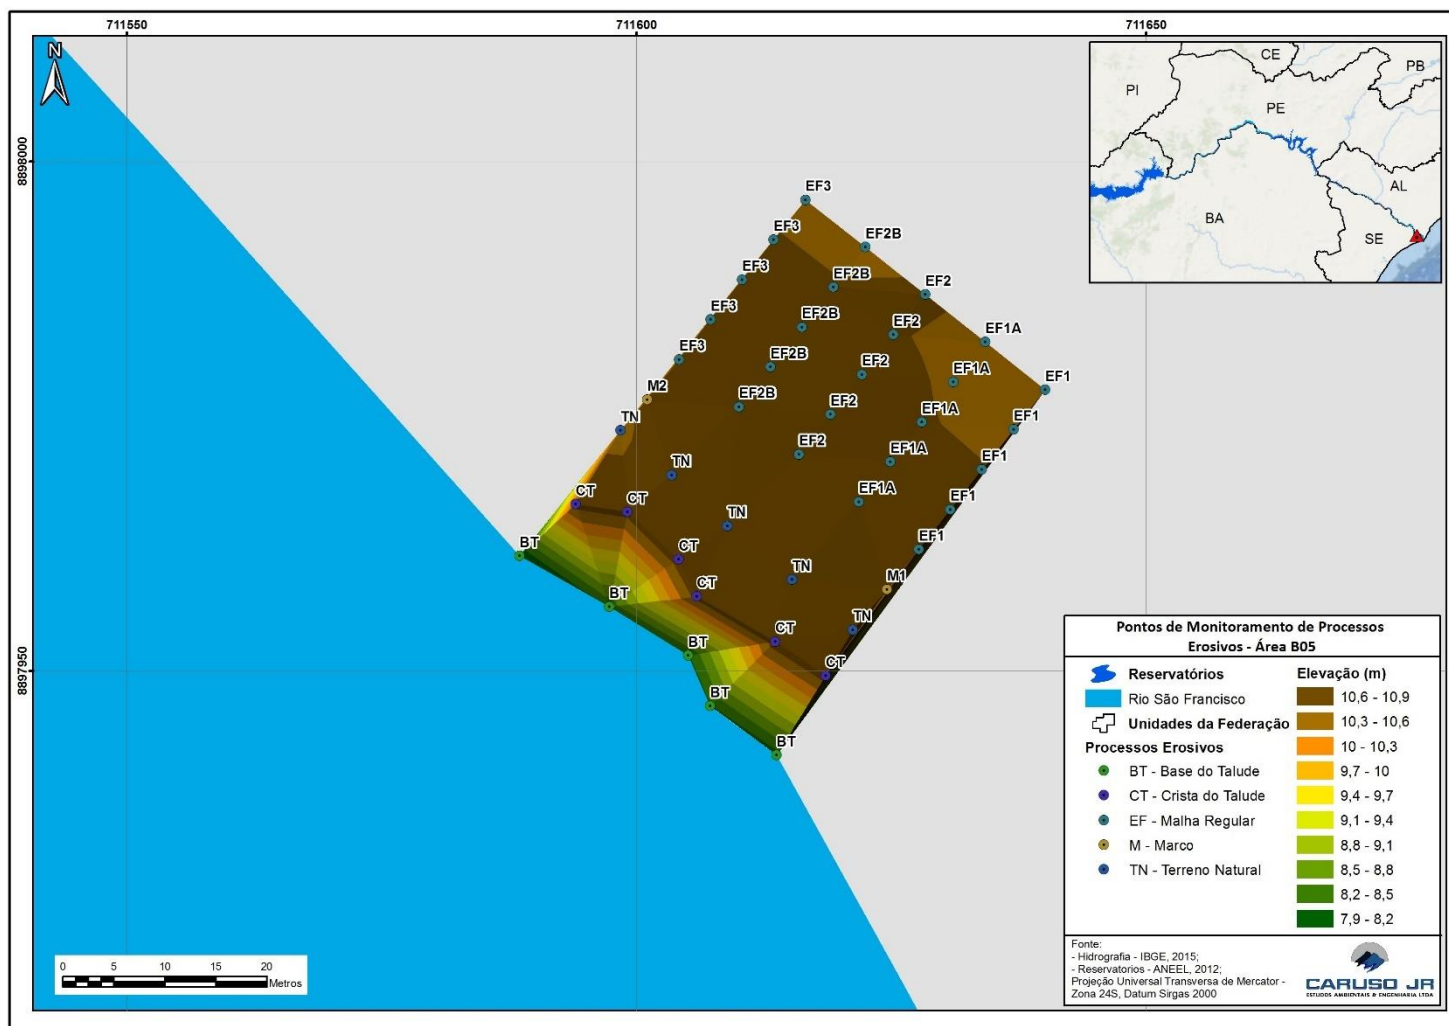 711550
711600
711650
N
8898000
8897950
CE
PB
PI
PE
AL
BA
SE
EF3
EF3
EF2B
EF3
EF2B
EF2
EF3
EF2B
EF2
EF1A
EF3
EF2B
EF2
EF1A
EF1
M2
EF2B
EF2
EF1A
EF1
TN
EF2
EF1A
EF1
TN
EF1A
EF1
CT
CT
TN
EF1
BT
CT
TN
M1
BT
CT
TN
BT
CT
CT
BT
BT
Pontos de Monitoramento de Processos
Erosivos - Área B05
Reservatórios
Rio São Francisco
Unidades da Federação
Processos Erosivos
BT - Base do Talude
CT - Crista do Talude
EF - Malha Regular
M - Marco
TN - Terreno Natural
Elevação (m)
10,6 - 10,9
10,3 - 10,6
10 - 10,3
9,7 - 10
9,4 - 9,7
9,1 - 9,4
8,8 - 9,1
8,5 - 8,8
8,2 - 8,5
7,9 - 8,2
0 5 10 15 20
Metros
Fonte:
- Hidrografia - IBGE, 2015;
- Reservatorios - ANEEL, 2012;
Projeção Universal Transversa de Mercator -
Zona 24S, Datum Sirgas 2000
CARUSO JR
ESTUDOS AMBIENTAIS & ENGENHARIA LTDA